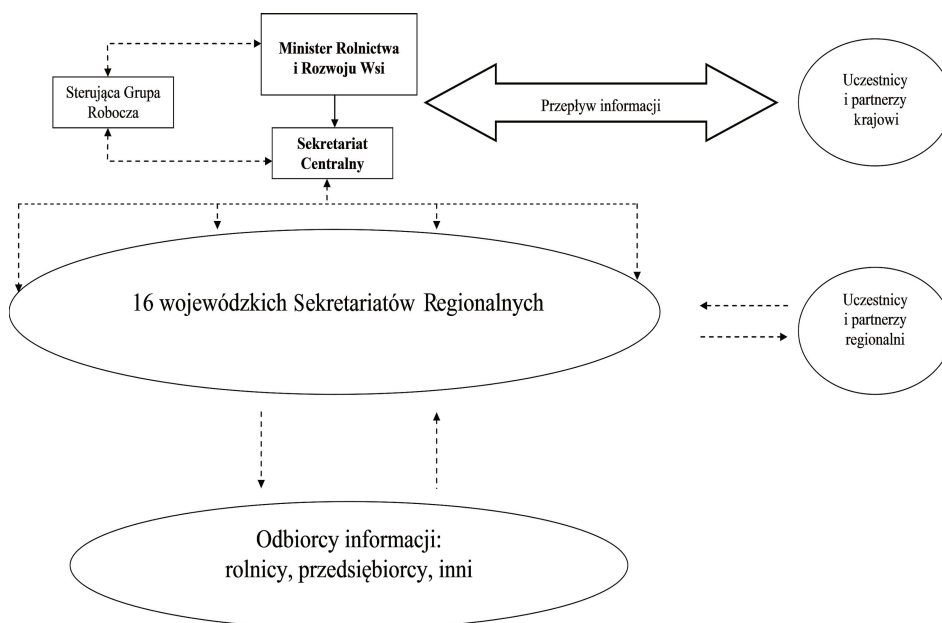 Minister Rolnictwa
i Rozwoju Wsi
Sterująca Grupa
Robocza
Przepływ informacji
Uczestnicy
i partnerzy
krajowi
Sekretariat
Centralny
16 wojewódzkich Sekretariatów Regionalnych
Uczestnicy
i partnerzy
regionalni
Odbiorcy informacji:
rolnicy, przedsiębiorcy, inni